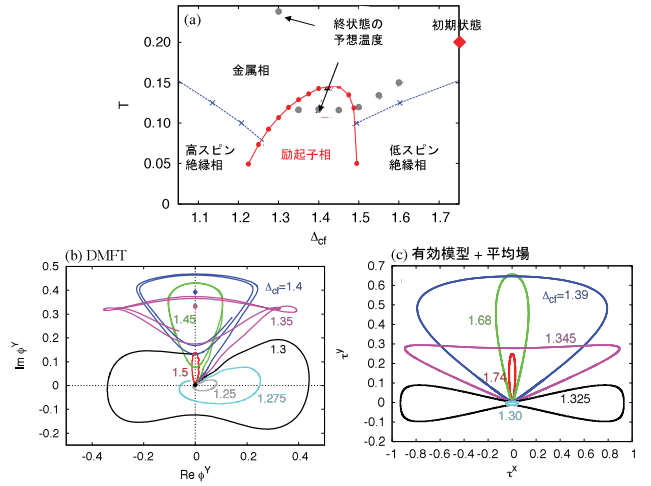 (a)
終状態の
予想温度
初期状態
金属相
高スピン
絶縁相
励起子相
低スピン
絶縁相
T
0.20
0.15
0.10
0.05
0
1.1 1.2 1.3 1.4 1.5 1.6 1.7
Δcf
(b) DMFT
Im ϕY
0.5
0.4
0.3
0.2
0.1
0
-0.1
-0.2
Δcf=1.4
1.45
1.35
1.3
1.5
1.25
1.275
-0.4 -0.2 0 0.2 0.4
Re ϕY
(c) 有効模型 + 平均場
τy
0.7
0.6
0.5
0.4
0.3
0.2
0.1
0
-0.1
-0.2
Δcf=1.39
1.68
1.345
1.74
1.325
1.30
-1 -0.8 -0.6 -0.4 -0.2 0 0.2 0.4 0.6 0.8 1
τx